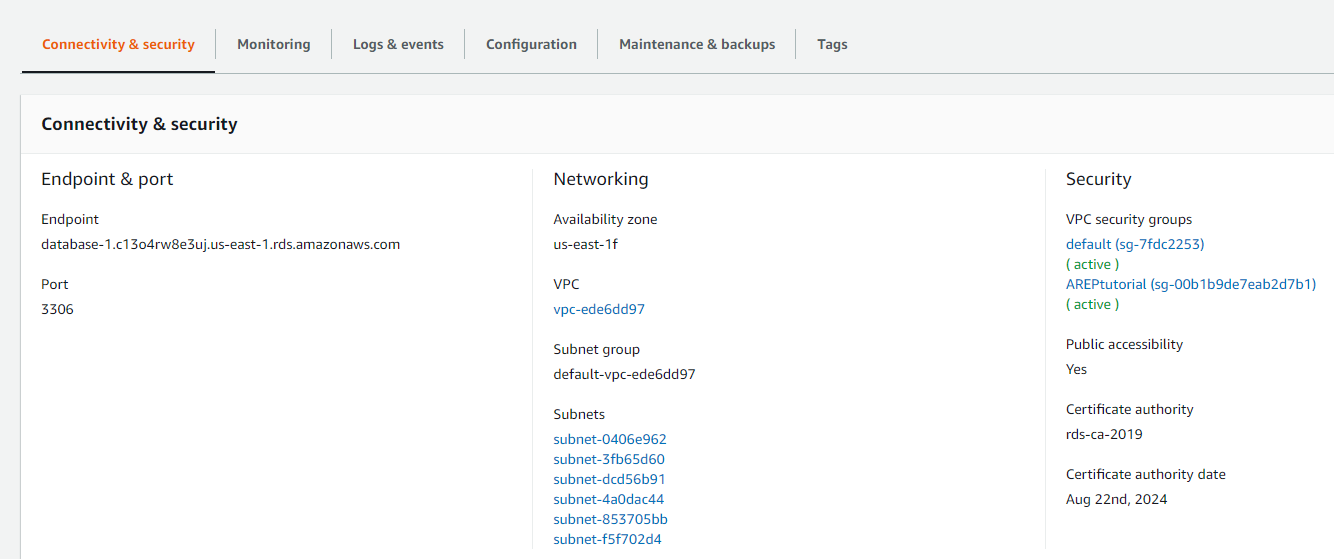 Connectivity & security
Monitoring
Logs & events
Configuration
Maintenance & backups
Tags
Connectivity & security
Endpoint & port
Endpoint
database-1.c13o4rw8e3uj.us-east-1.rds.amazonaws.com
Port
3306
Networking
Availability zone
us-east-1f
VPC
vpc-ede6dd97
Subnet group
default-vpc-ede6dd97
Subnets
subnet-0406e962
subnet-3fb65d60
subnet-dcd56b91
subnet-4a0dac44
subnet-853705bb
subnet-f5f702d4
Security
VPC security groups
default (sg-7fdc2253)
( active )
AREPtutorial (sg-00b1b9de7eab2d7b1)
( active )
Public accessibility
Yes
Certificate authority
rds-ca-2019
Certificate authority date
Aug 22nd, 2024